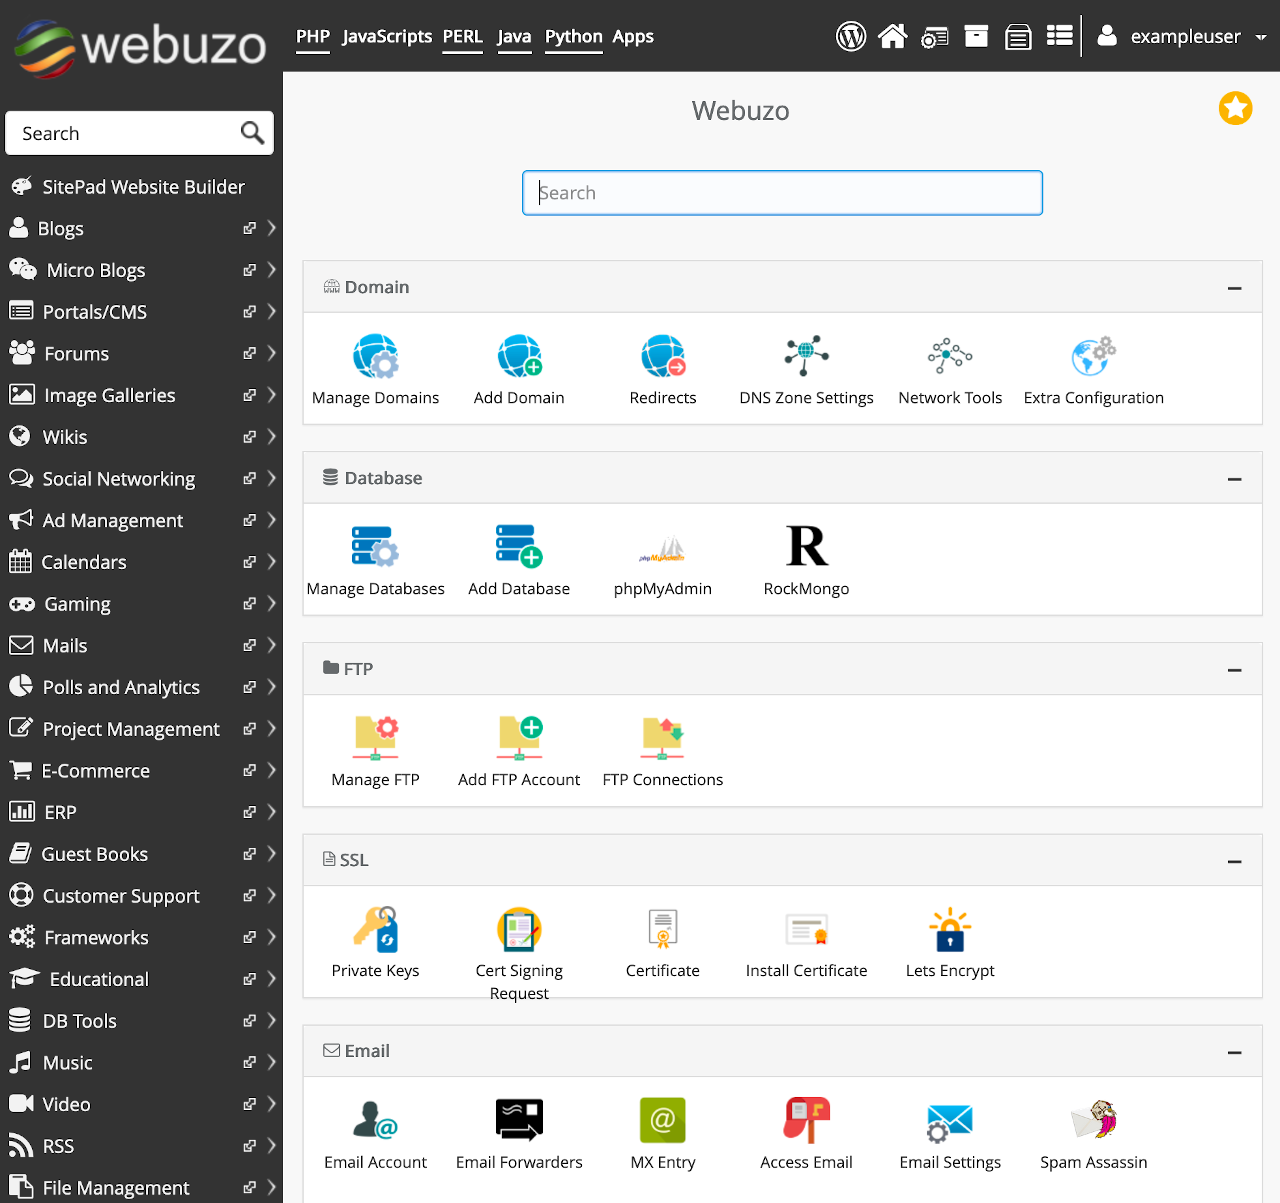 webuzo
PHP JavaScripts PERL Java Python Apps
exampleuser
Search
SitePad Website Builder
Blogs
Micro Blogs
Portals/CMS
Forums
Image Galleries
Wikis
Social Networking
Ad Management
Calendars
Gaming
Mails
Polls and Analytics
Project Management
E-Commerce
ERP
Guest Books
Customer Support
Frameworks
Educational
DB Tools
Music
Video
RSS
File Management
Webuzo
Search
Domain
Manage Domains Add Domain Redirects DNS Zone Settings Network Tools Extra Configuration
Database
phpMyAdmin R
Manage Databases Add Database phpMyAdmin RockMongo
FTP
Manage FTP Add FTP Account FTP Connections
SSL
Private Keys Cert Signing Certificate Install Certificate Lets Encrypt
Request
Email
Email Account Email Forwarders MX Entry Access Email Email Settings Spam Assassin